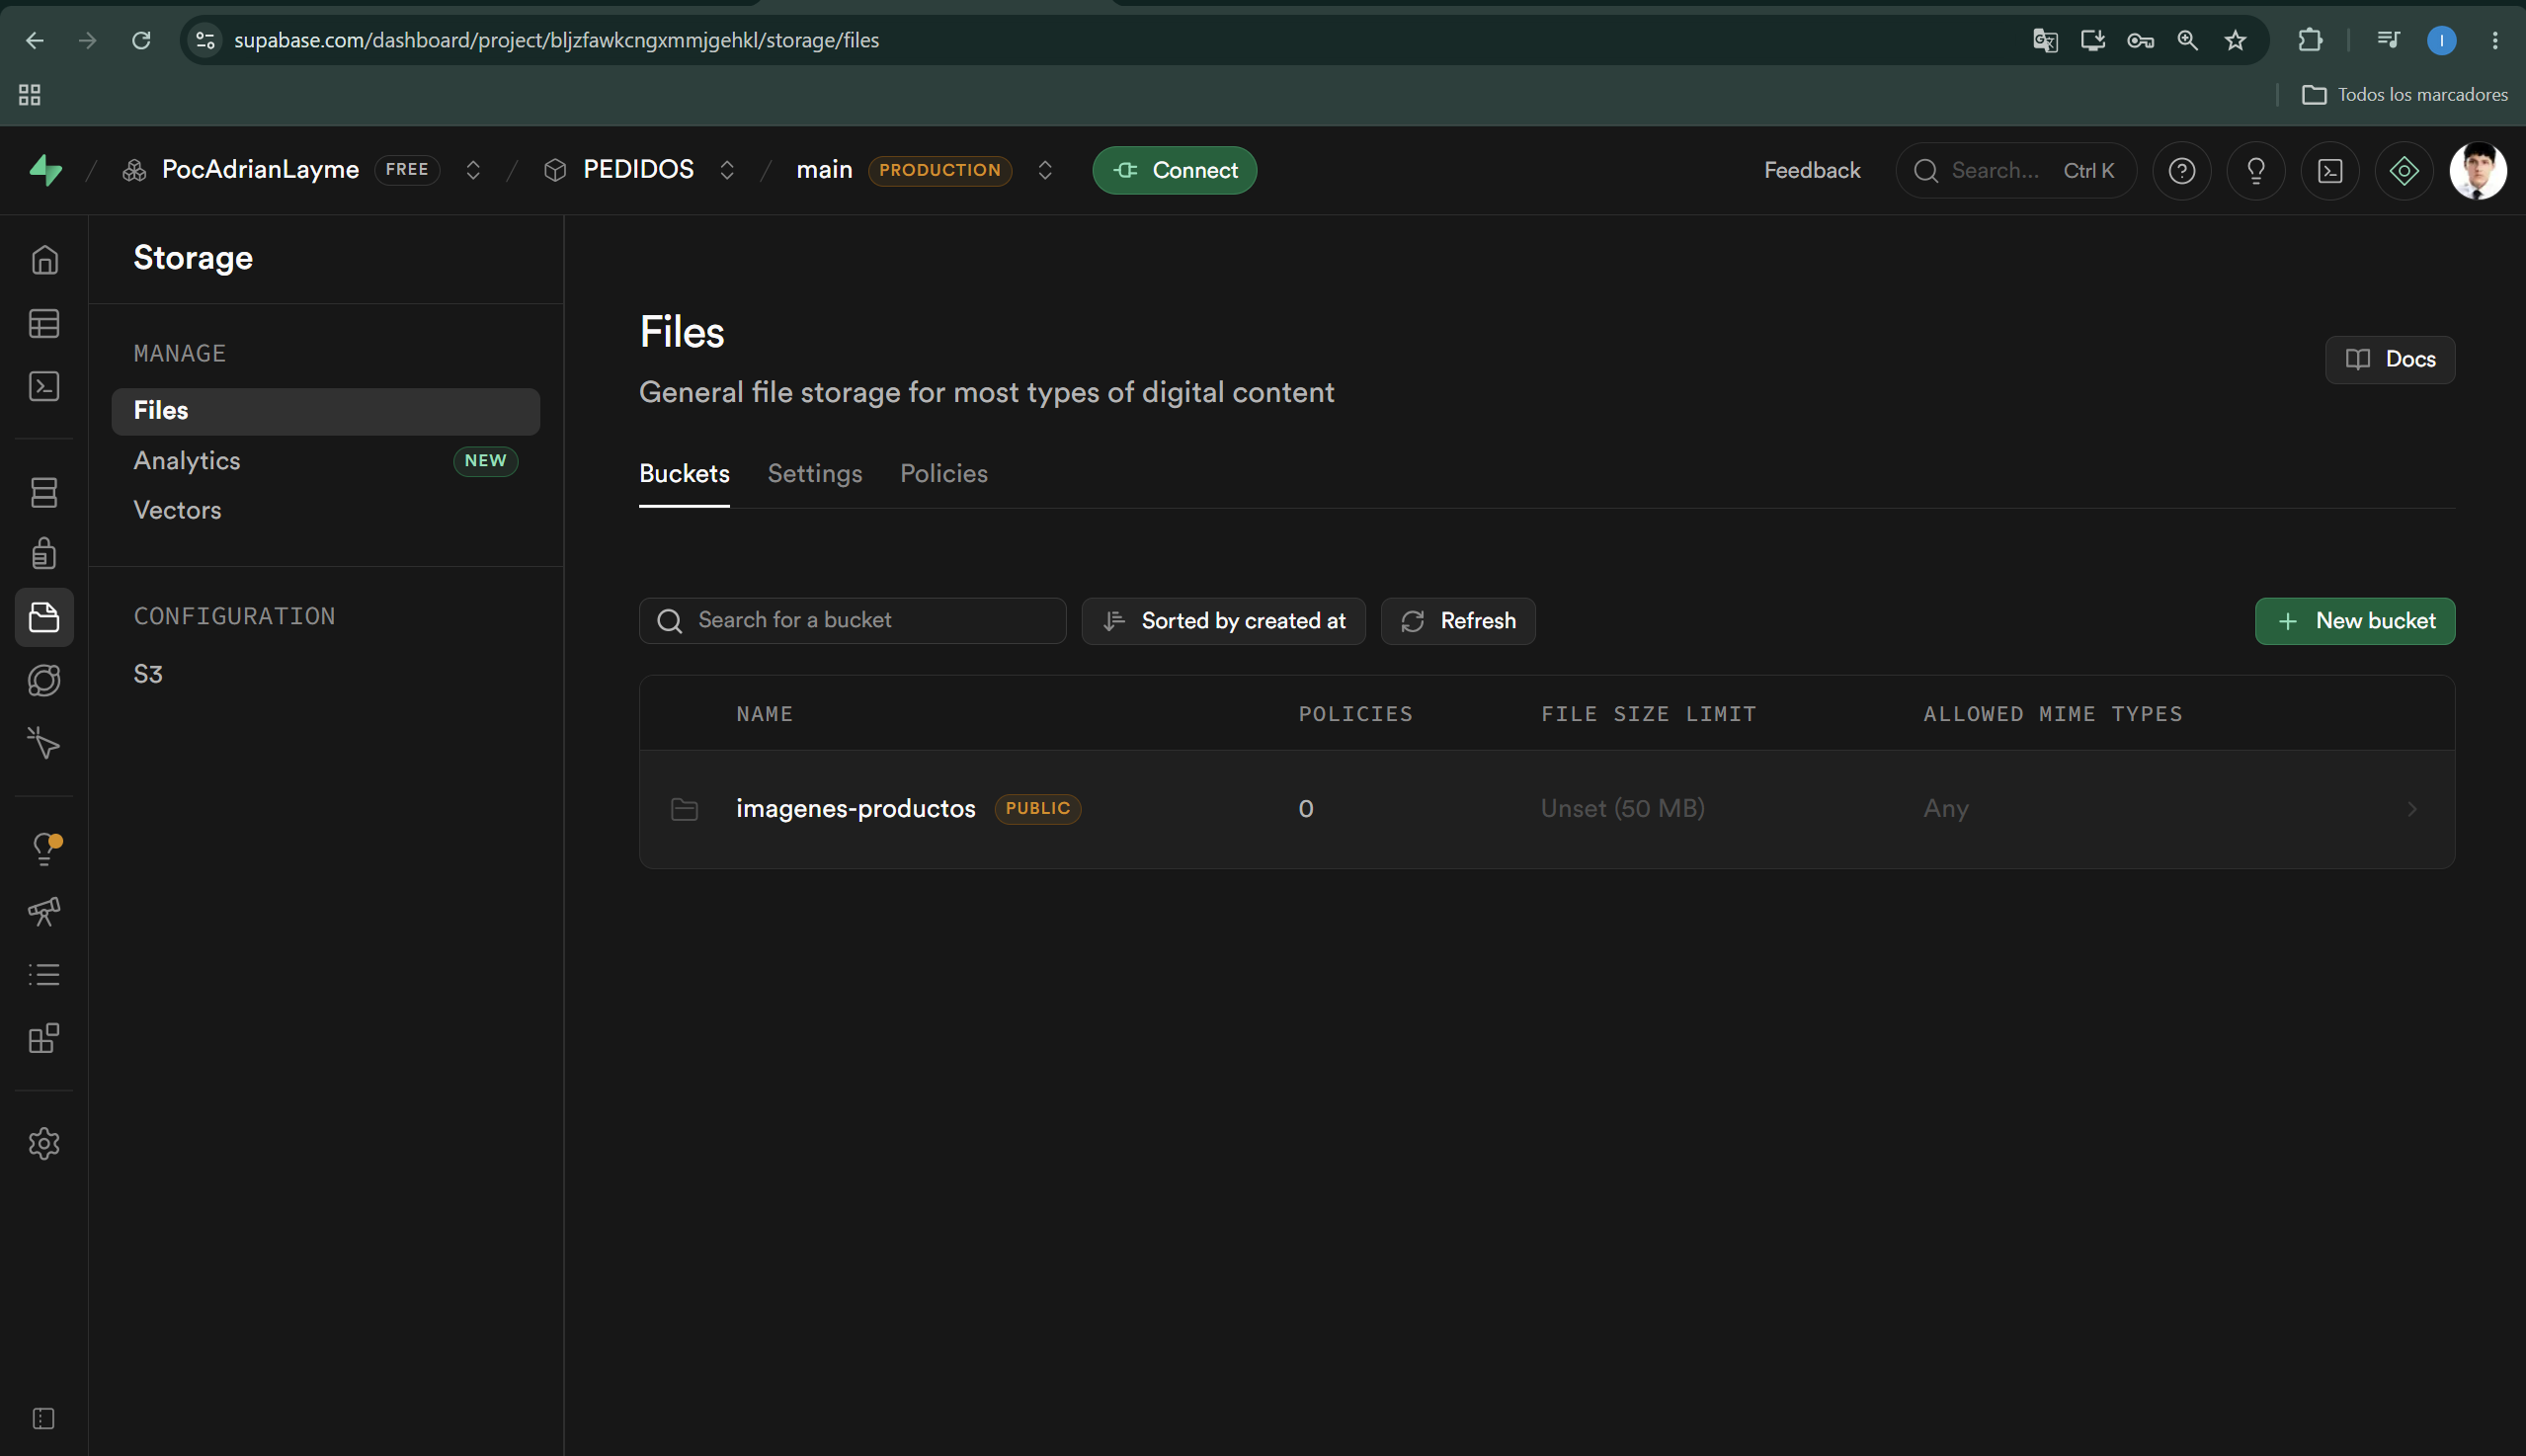 supabase.com/dashboard/project/bljzfawkcngxmmjgehkl/storage/files
I
Todos los marcadores
PocAdrianLayme FREE / PEDIDOS / main PRODUCTION Connect Feedback Search... Ctrl K
Storage
MANAGE
Files
Analytics NEW
Vectors
CONFIGURATION
S3
Files
General file storage for most types of digital content
Docs
Buckets Settings Policies
Search for a bucket Sorted by created at Refresh New bucket
NAME POLICIES FILE SIZE LIMIT ALLOWED MIME TYPES
imagenes-productos PUBLIC 0 Unset (50 MB) Any